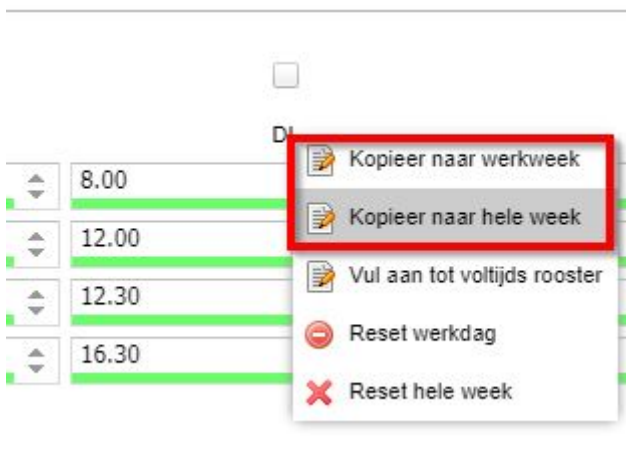 DI
Kopieer naar werkweek
8.00
Kopieer naar hele week
12.00
Vul aan tot voltijds rooster
12.30
Reset werkdag
16.30
Reset hele week